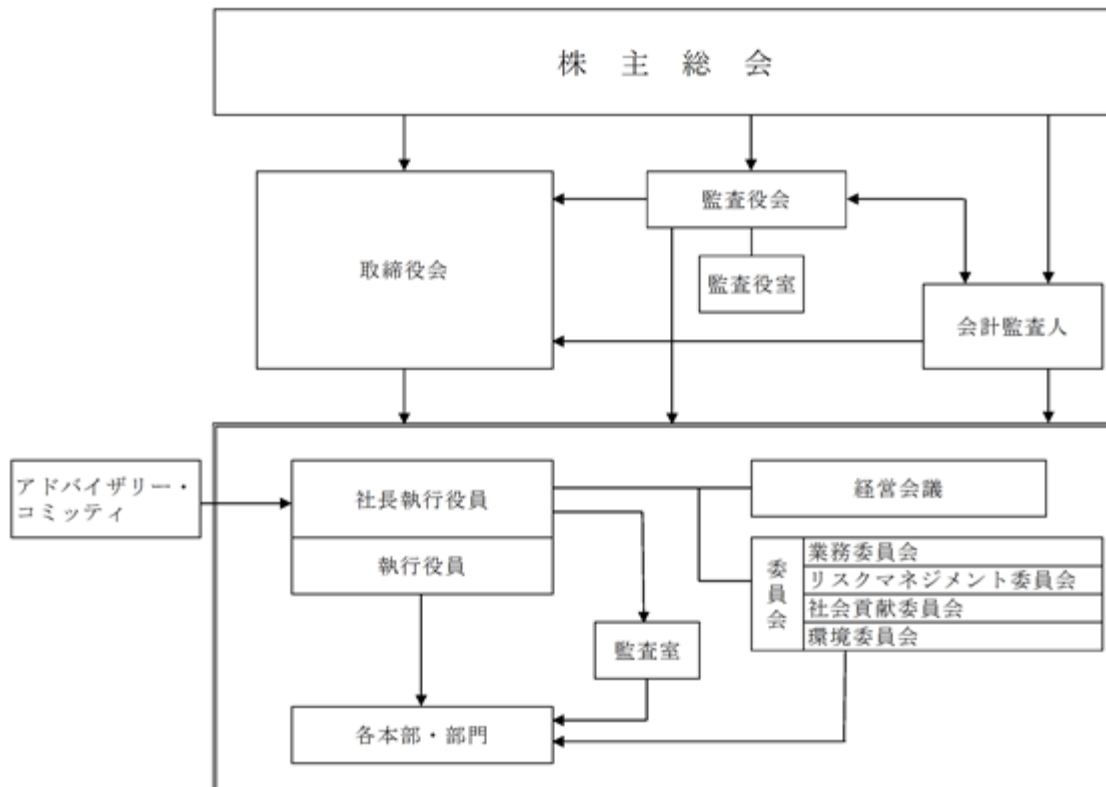 株主総会
監査役会
取締役会
監査役室
会計監査人
アドバイザリー・
コミッティ
社長執行役員
経営会議
執行役員
委員会
業務委員会
リスクマネジメント委員会
社会貢献委員会
環境委員会
監査室
各本部・部門